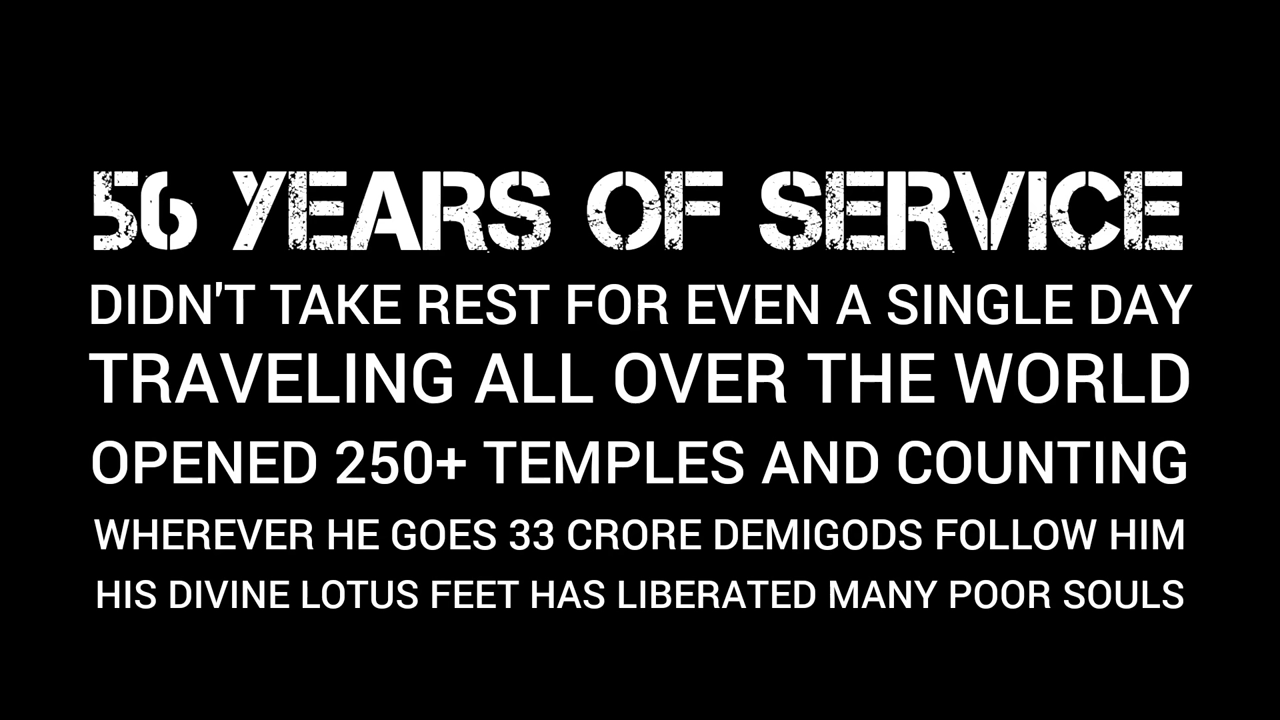 56 YEARS OF SERVICE
DIDN'T TAKE REST FOR EVEN A SINGLE DAY
TRAVELING ALL OVER THE WORLD
OPENED 250+ TEMPLES AND COUNTING
WHEREVER HE GOES 33 CRORE DEMIGODS FOLLOW HIM
HIS DIVINE LOTUS FEET HAS LIBERATED MANY POOR SOULS